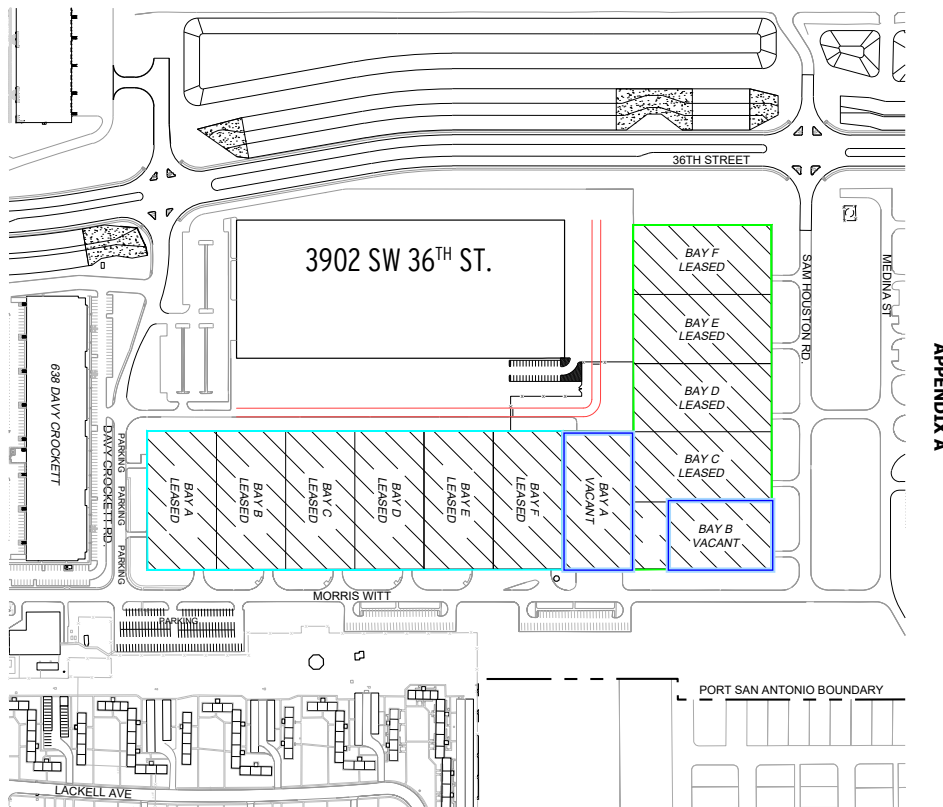 36TH STREET
3902 SW 36TH ST.
BAY F
LEASED
BAY E
LEASED
BAY D
LEASED
BAY C
LEASED
BAY B
VACANT
SAM HOUSTON RD.
MEDINA ST
APPENDIX A
638 DAVY CROCKETT
DAVY CROCKETT RD.
PARKING
PARKING
PARKING
BAY A
LEASED
BAY B
LEASED
BAY C
LEASED
BAY D
LEASED
BAY E
LEASED
BAY F
LEASED
BAY A
VACANT
MORRIS WITT
PARKING
PORT SAN ANTONIO BOUNDARY
LACKELL AVE